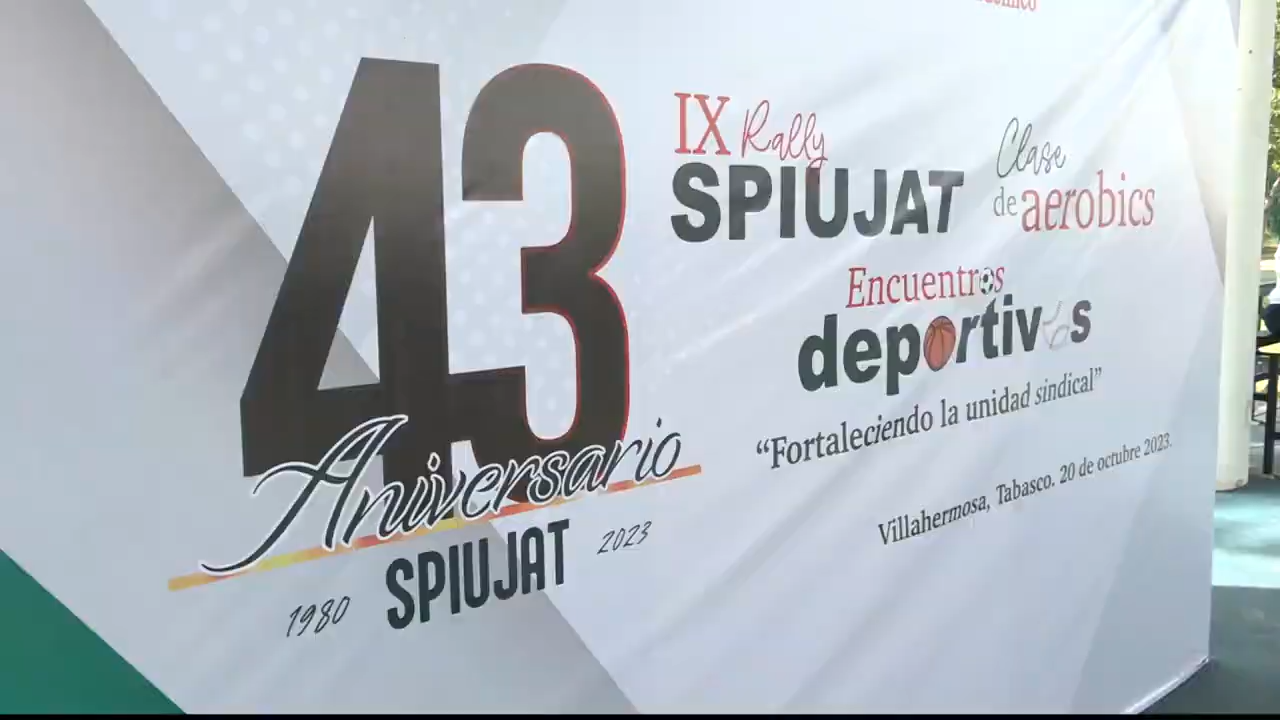 43
Aniversario
1980 SPIUJAT 2023
IX Rally
SPIUJAT
Clase
de aerobics
Encuentros
deportivos
“Fortaleciendo la unidad sindical”
Villahermosa, Tabasco. 20 de octubre 2023.